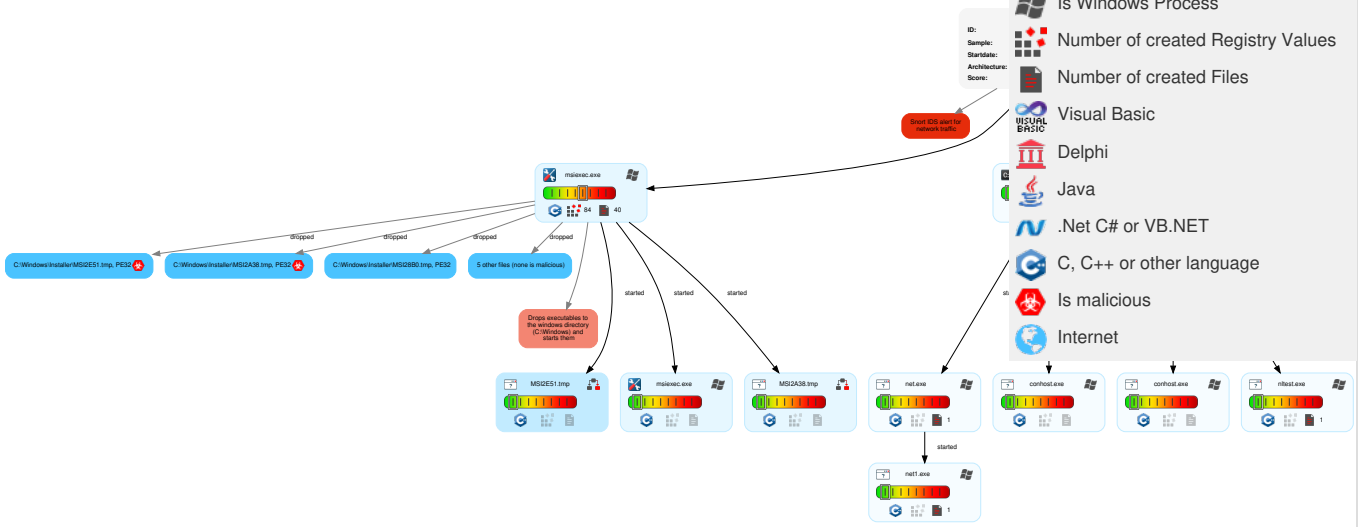 Is Windows Process
Number of created Registry Values
Number of created Files
VISUAL
BASIC
Visual Basic
Delphi
Java
.Net C# or VB.NET
C, C++ or other language
Is malicious
Internet
ID:
Sample:
Startdate:
Architecture:
Score:
Snort IDS alert for
network traffic
msiexec.exe
84
40
dropped
dropped
dropped
dropped
C:\Windows\Installer\MSI2E51.tmp, PE32
C:\Windows\Installer\MSI2A38.tmp, PE32
C:\Windows\Installer\MSI28B0.tmp, PE32
5 other files (none is malicious)
started
started
started
Drops executables to
the windows directory
(C:\Windows) and
starts them
MSI2E51.tmp
msiexec.exe
MSI2A38.tmp
net.exe
1
conhost.exe
conhost.exe
nltest.exe
1
started
net1.exe
1